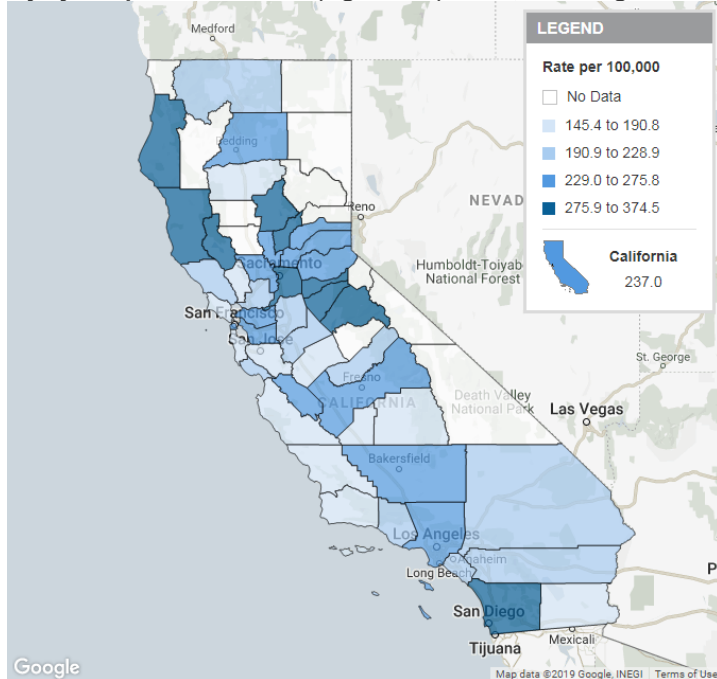 Medford
LEGEND
Rate per 100,000
No Data
145.4 to 190.8
190.9 to 228.9
229.0 to 275.8
275.9 to 374.5
California
237.0
Redding
Reno
NEVAD
Sacramento
Humboldt-Toiyab
National Forest
San Francisco
San Jose
St. George
Fresno
Death Valley
National Park
CALIFORNIA
Las Vegas
Bakersfield
Los Angeles
Anaheim
Long Beach
P
San Diego
Tijuana
Mexicali
Google
Map data ©2019 Google, INEGI
Terms of Use